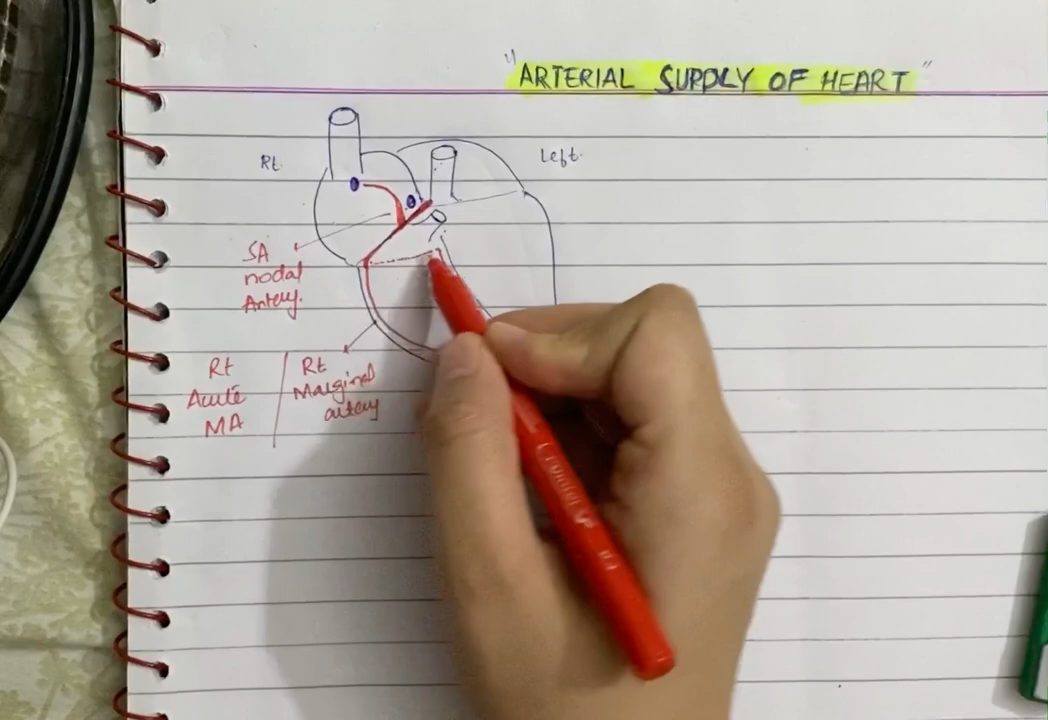 "ARTERIAL SUPPLY OF HEART"
Rt.
Left.
SA
nodal
Artery.
Rt
Acute
MA
Rt
Marginal
artery